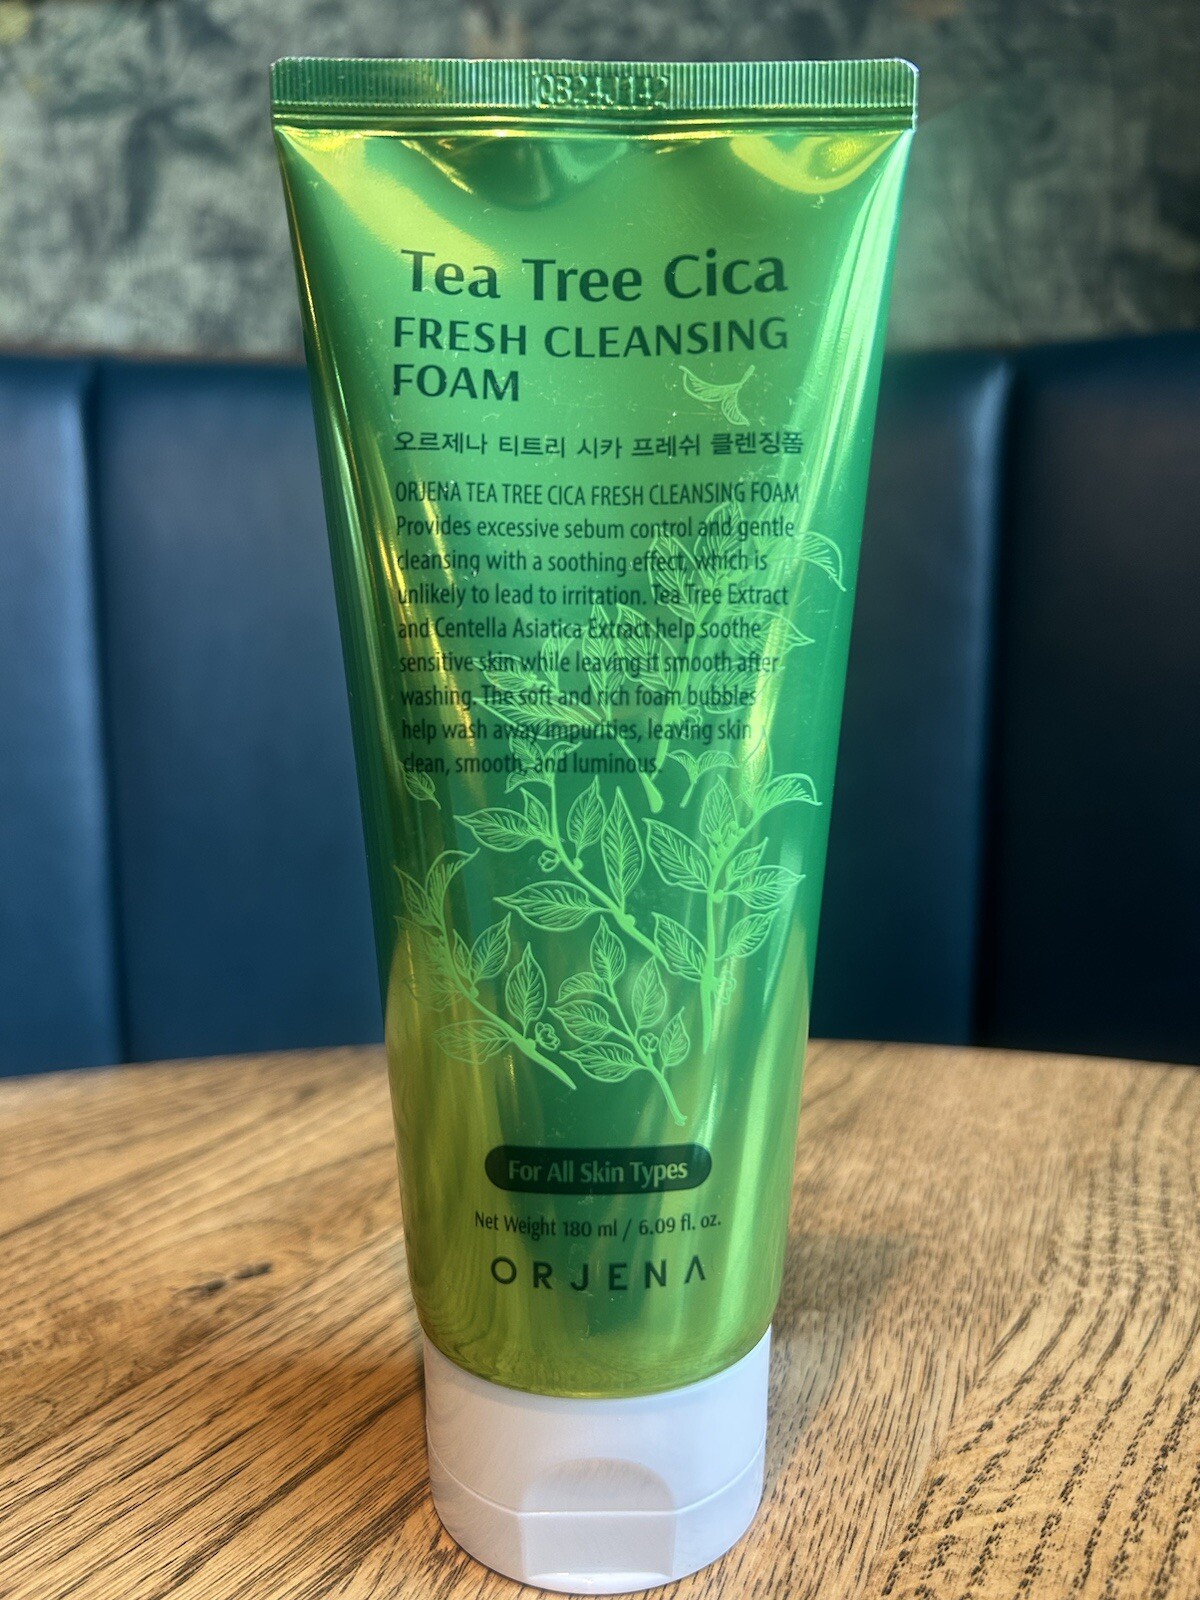 QB24J142
Tea Tree Cica
FRESH CLEANSING
FOAM
오르제나 티트리 시카 프레쉬 클렌징폼
ORJENA TEA TREE CICA FRESH CLEANSING FOAM
Provides excessive sebum control and gentle
cleansing with a soothing effect, which is
unlikely to lead to irritation. Tea Tree Extract
and Centella Asiatica Extract help soothe
sensitive skin while leaving it smooth after
washing. The soft and rich foam bubbles
help wash away impurities, leaving skin
clean, smooth, and luminous.
For All Skin Types
Net Weight 180 ml / 6.09 fl. oz.
ORJENA